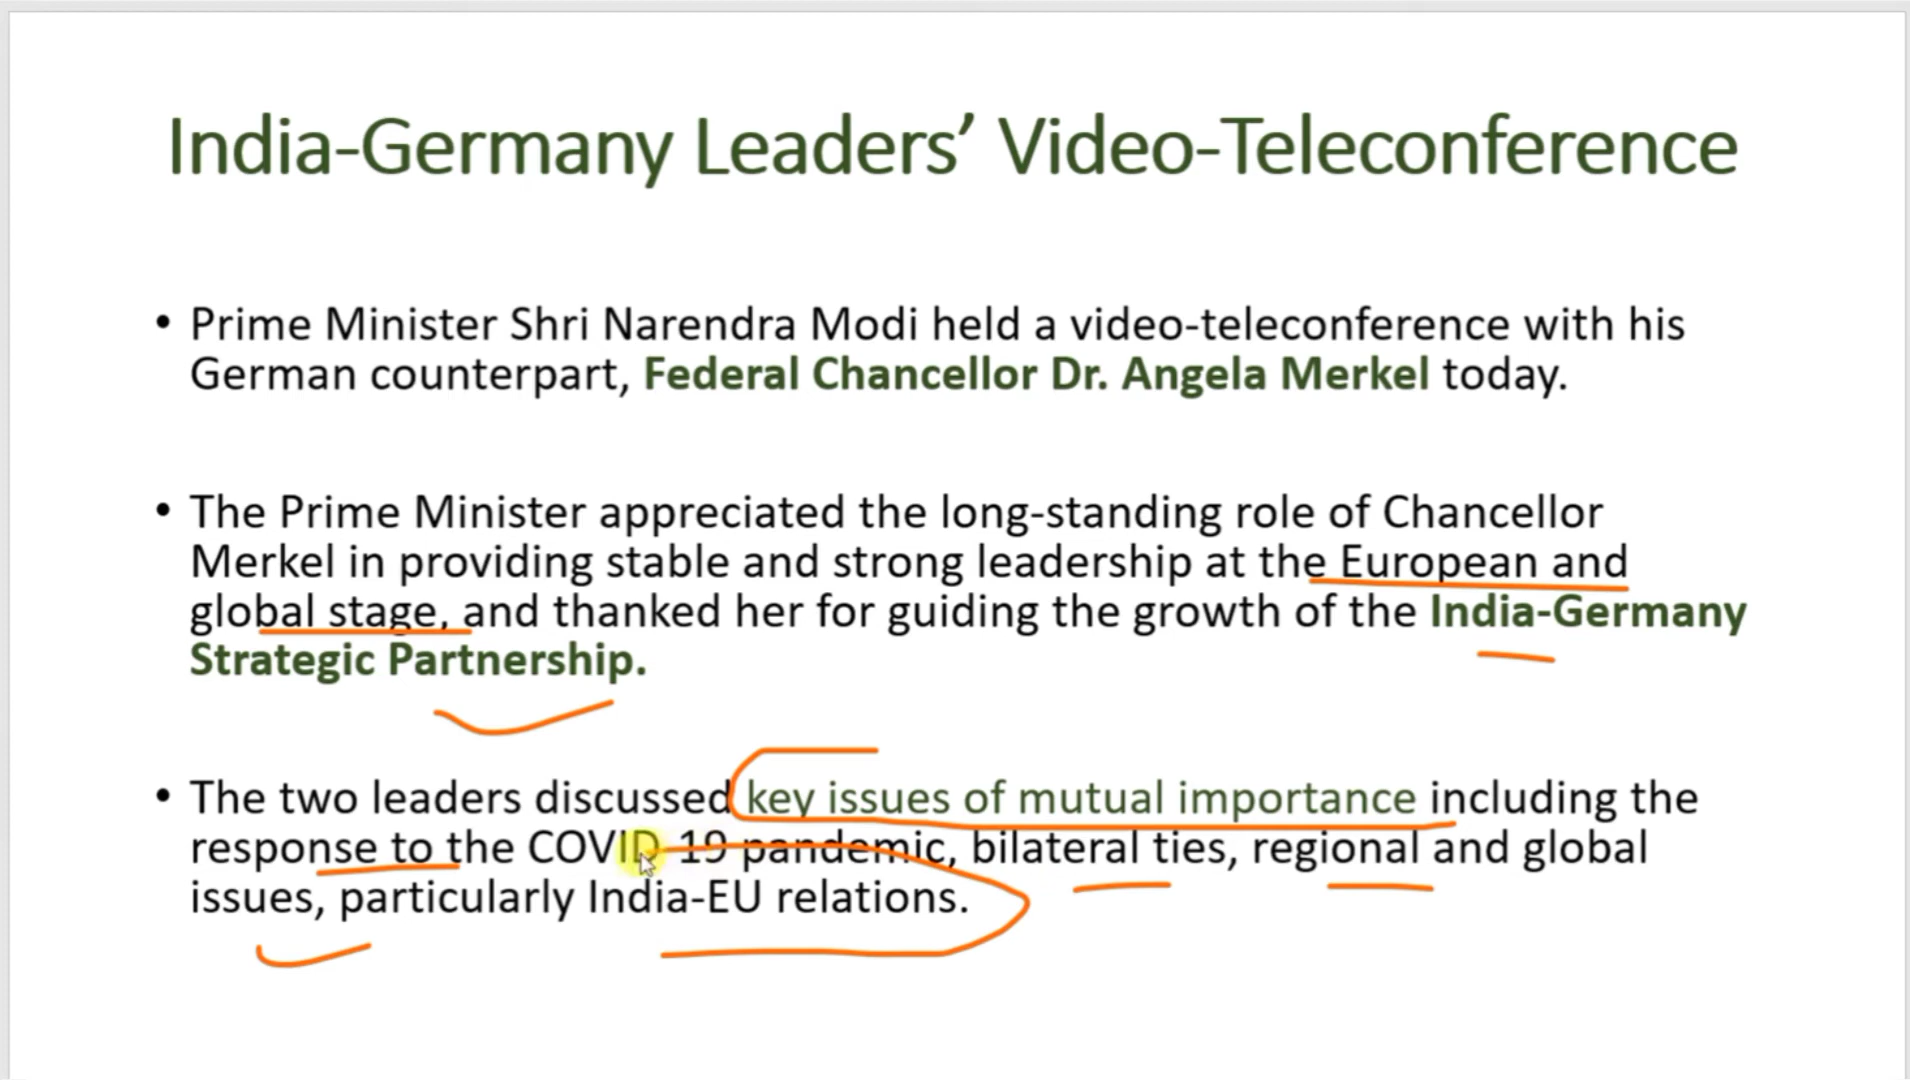 India-Germany Leaders’ Video-Teleconference
• Prime Minister Shri Narendra Modi held a video-teleconference with his
German counterpart, Federal Chancellor Dr. Angela Merkel today.
• The Prime Minister appreciated the long-standing role of Chancellor
Merkel in providing stable and strong leadership at the European and
global stage, and thanked her for guiding the growth of the India-Germany
Strategic Partnership.
• The two leaders discussed key issues of mutual importance including the
response to the COVID-19 pandemic, bilateral ties, regional and global
issues, particularly India-EU relations.